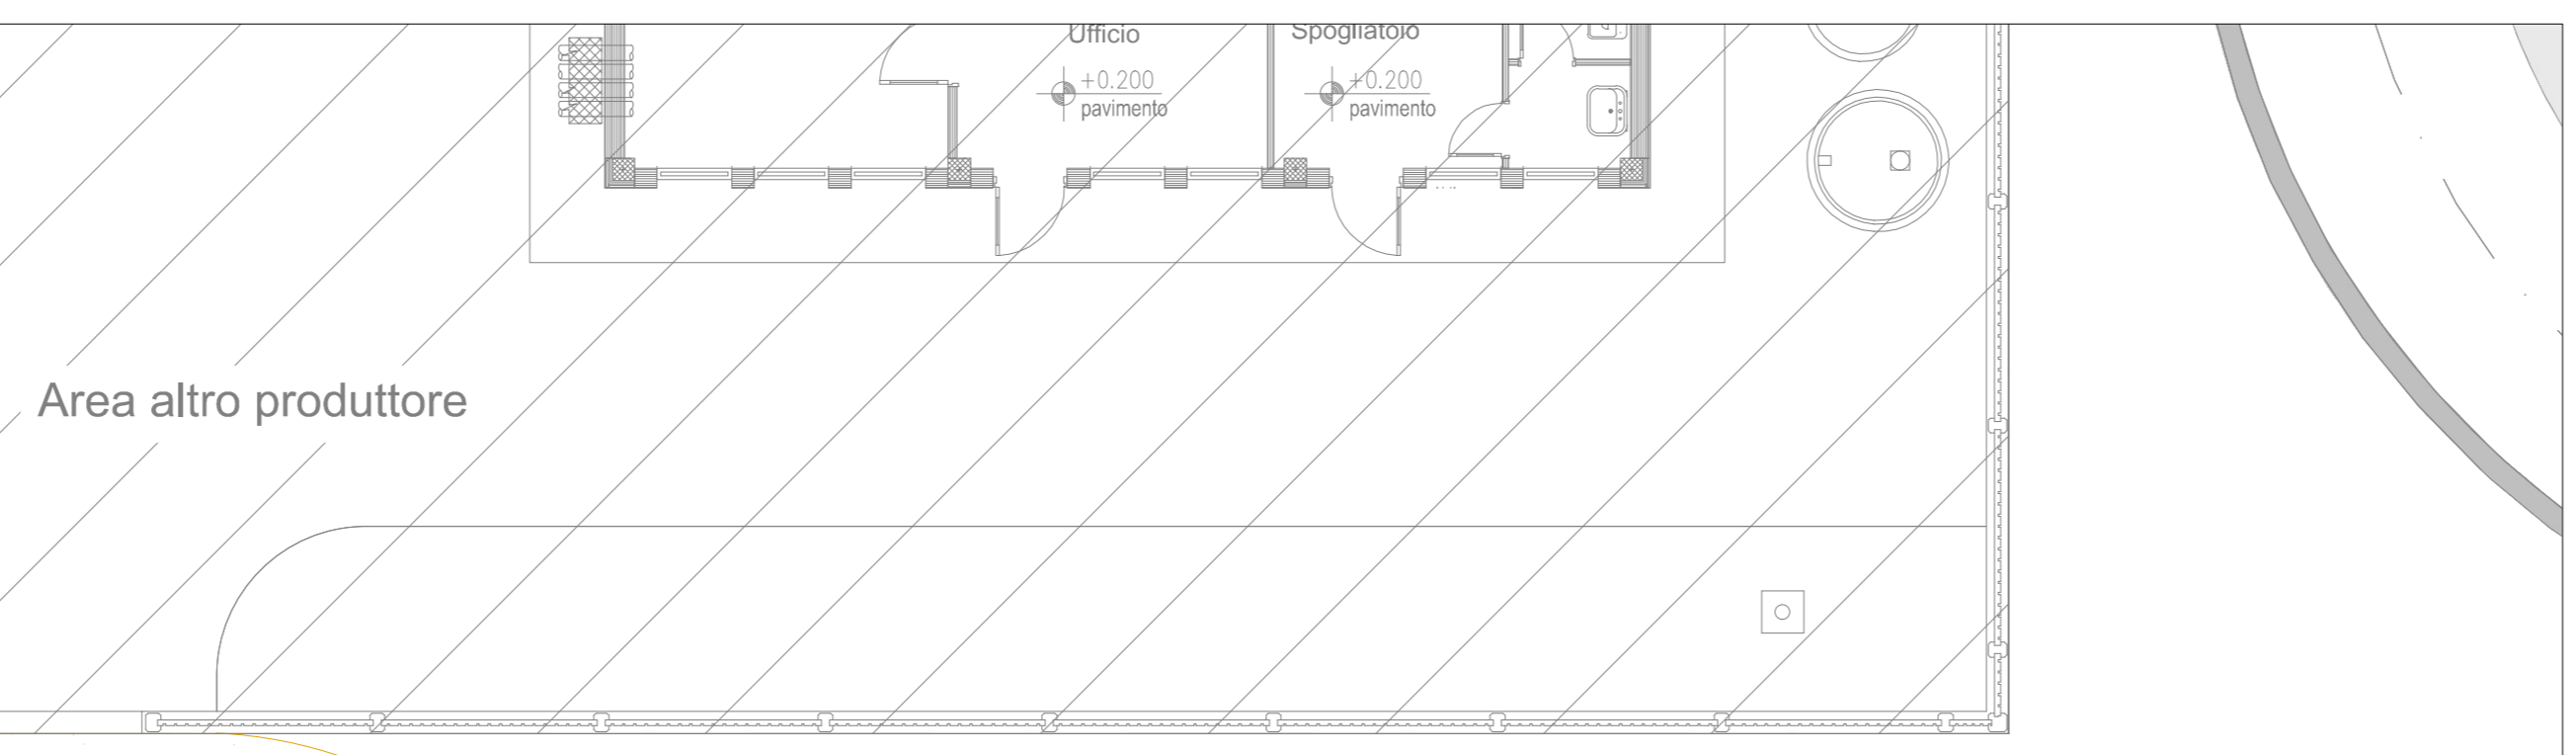 Ufficio
Spogliatoio
+0.200
pavimento
+0.200
pavimento
Area altro produttore